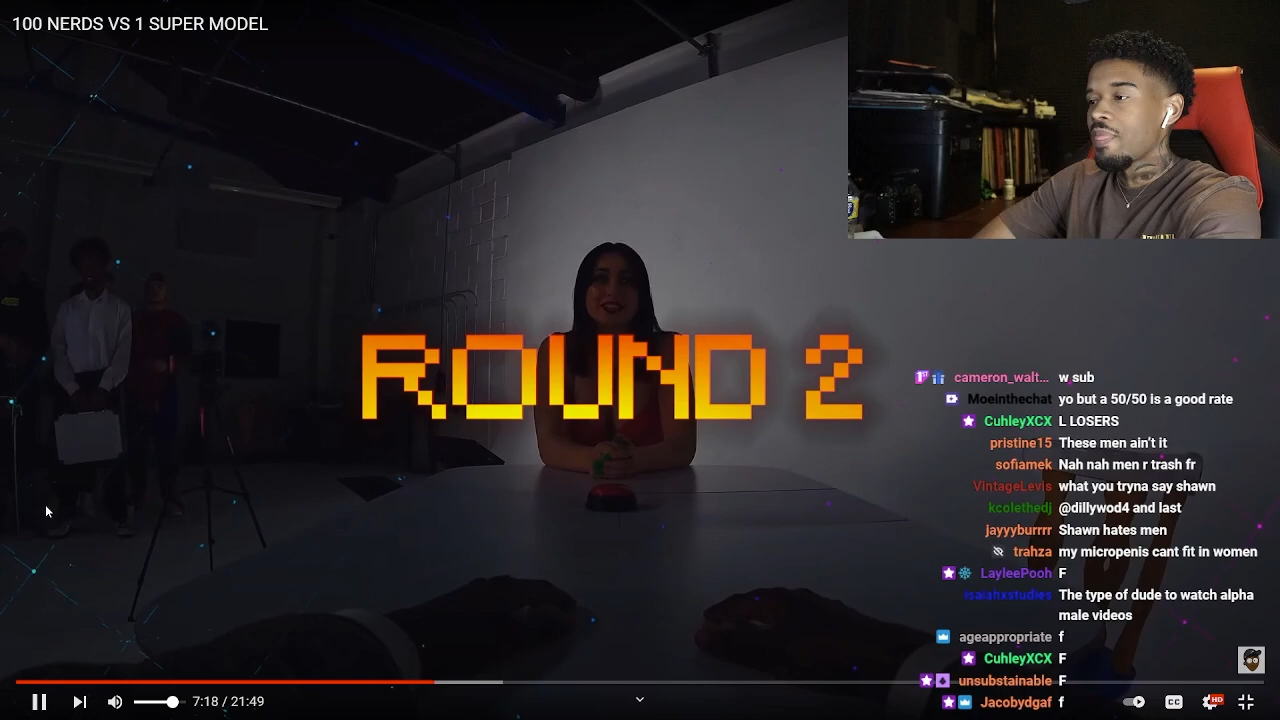 100 NERDS VS 1 SUPER MODEL
ROUND 2
cameron_walt... w sub
Moeinthechat yo but a 50/50 is a good rate
CuhleyXCX L LOSERS
pristine15 These men ain't it
sofiamek Nah nah men r trash fr
VintageLevis what you tryna say shawn
kcolethedj @dillywod4 and last
jayyyburrrr Shawn hates men
trahza my micropenis cant fit in women
LayleePooh F
isaiahxstudies The type of dude to watch alpha
male videos
ageappropriate f
CuhleyXCX F
unsubstainable F
Jacobydgaf f
7:18 / 21:49
CC
HD